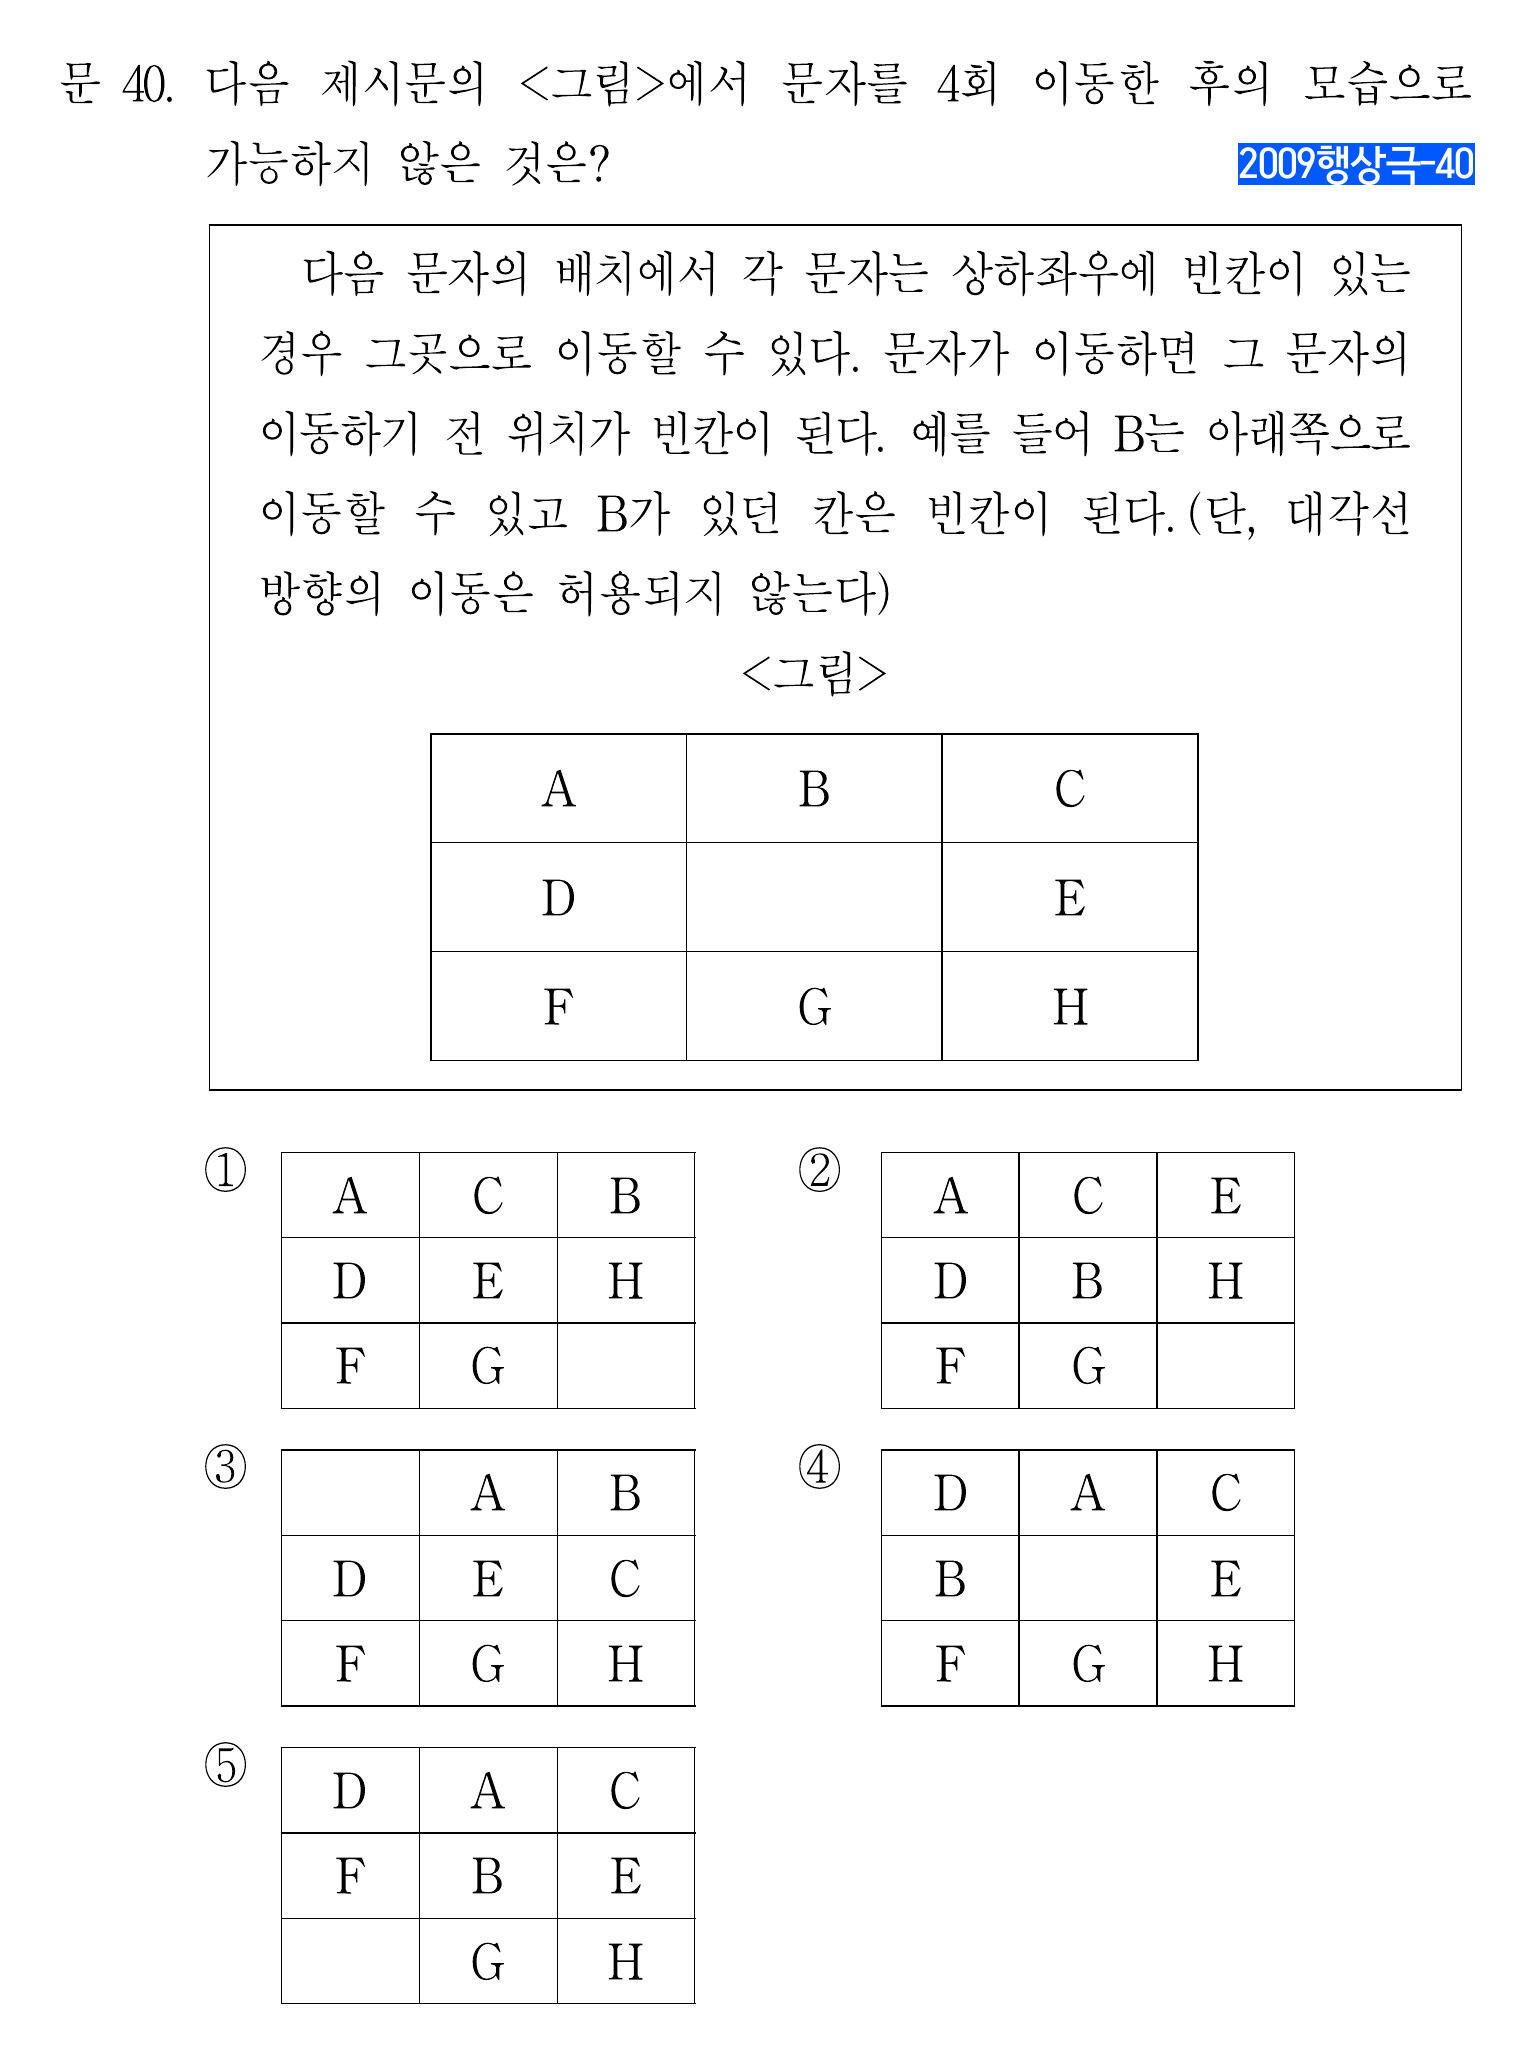 문 40. 다음 제시문의 <그림>에서 문자를 4회 이동한 후의 모습으로
가능하지 않은 것은?
2009행상극-40
다음 문자의 배치에서 각 문자는 상하좌우에 빈칸이 있는
경우 그곳으로 이동할 수 있다. 문자가 이동하면 그 문자의
이동하기 전 위치가 빈칸이 된다. 예를 들어 B는 아래쪽으로
이동할 수 있고 B가 있던 칸은 빈칸이 된다. (단, 대각선
방향의 이동은 허용되지 않는다)
<그림>
A B C
D E
F G H
①
A C B
D E H
F G
②
A C E
D B H
F G
③
A B
D E C
F G H
④
D A C
B E
F G H
⑤
D A C
F B E
G H